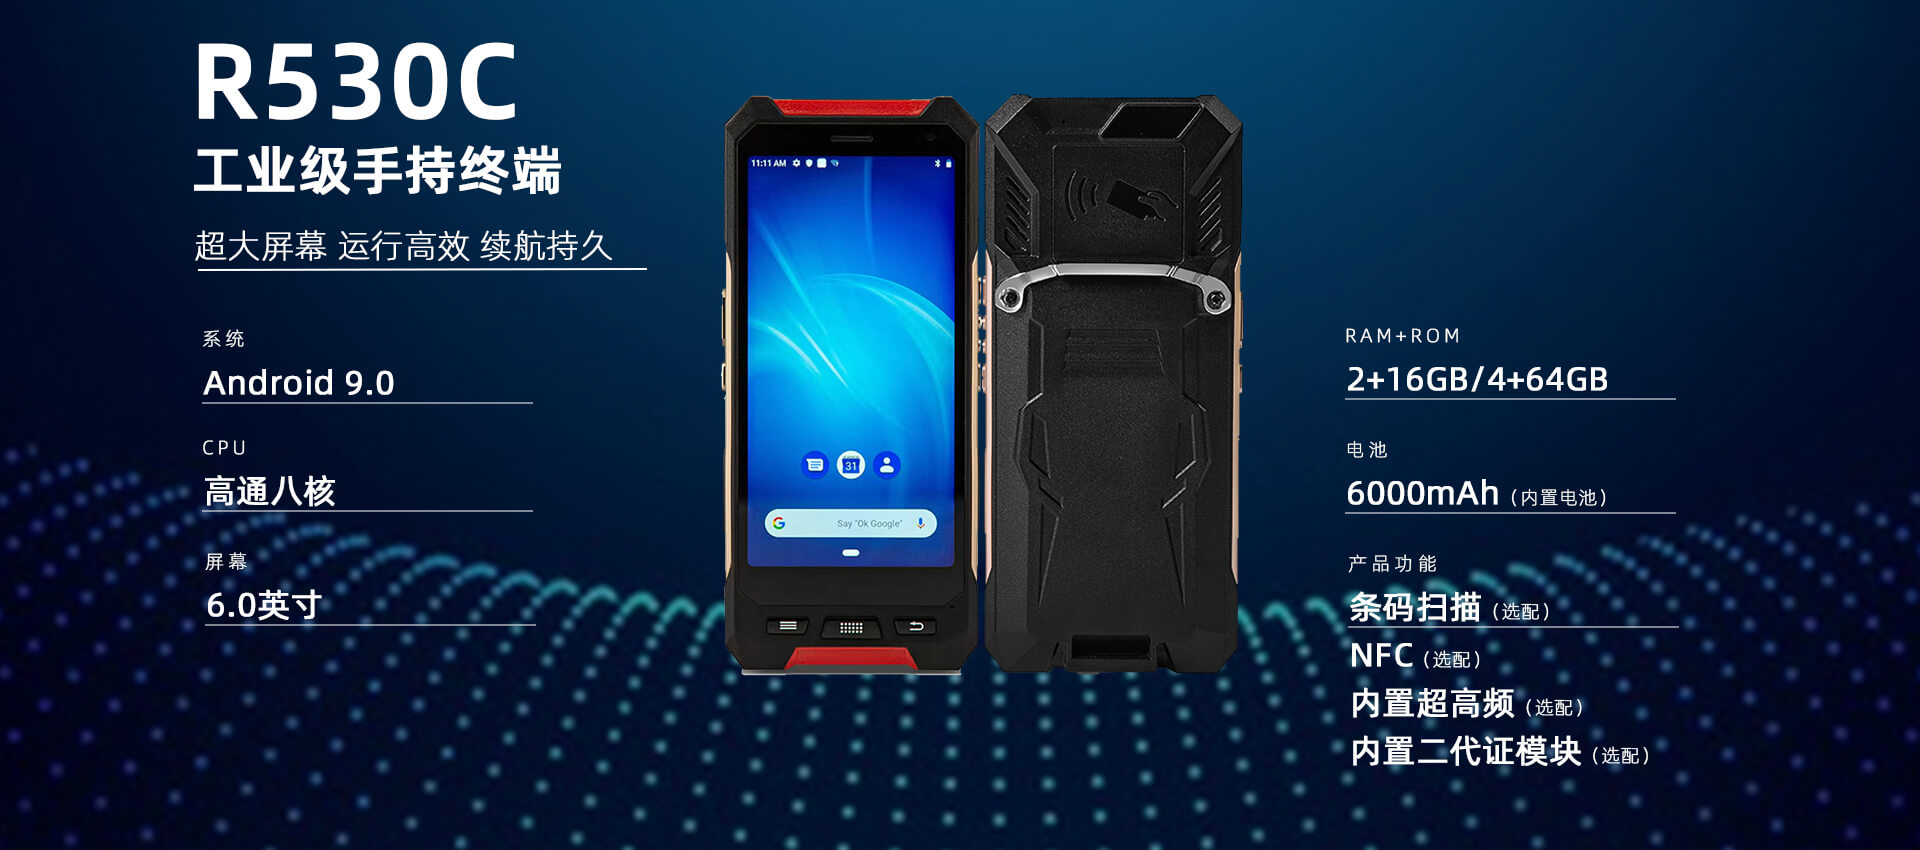 R530C
工业级手持终端
超大屏幕 运行高效 续航持久
系统
Android 9.0
CPU
高通八核
屏幕
6.0英寸
11:11 AM
31
G
Say "Ok Google"
RAM+ROM
2+16GB/4+64GB
电池
6000mAh（内置电池）
产品功能
条码扫描（选配）
NFC（选配）
内置超高频（选配）
内置二代证模块（选配）